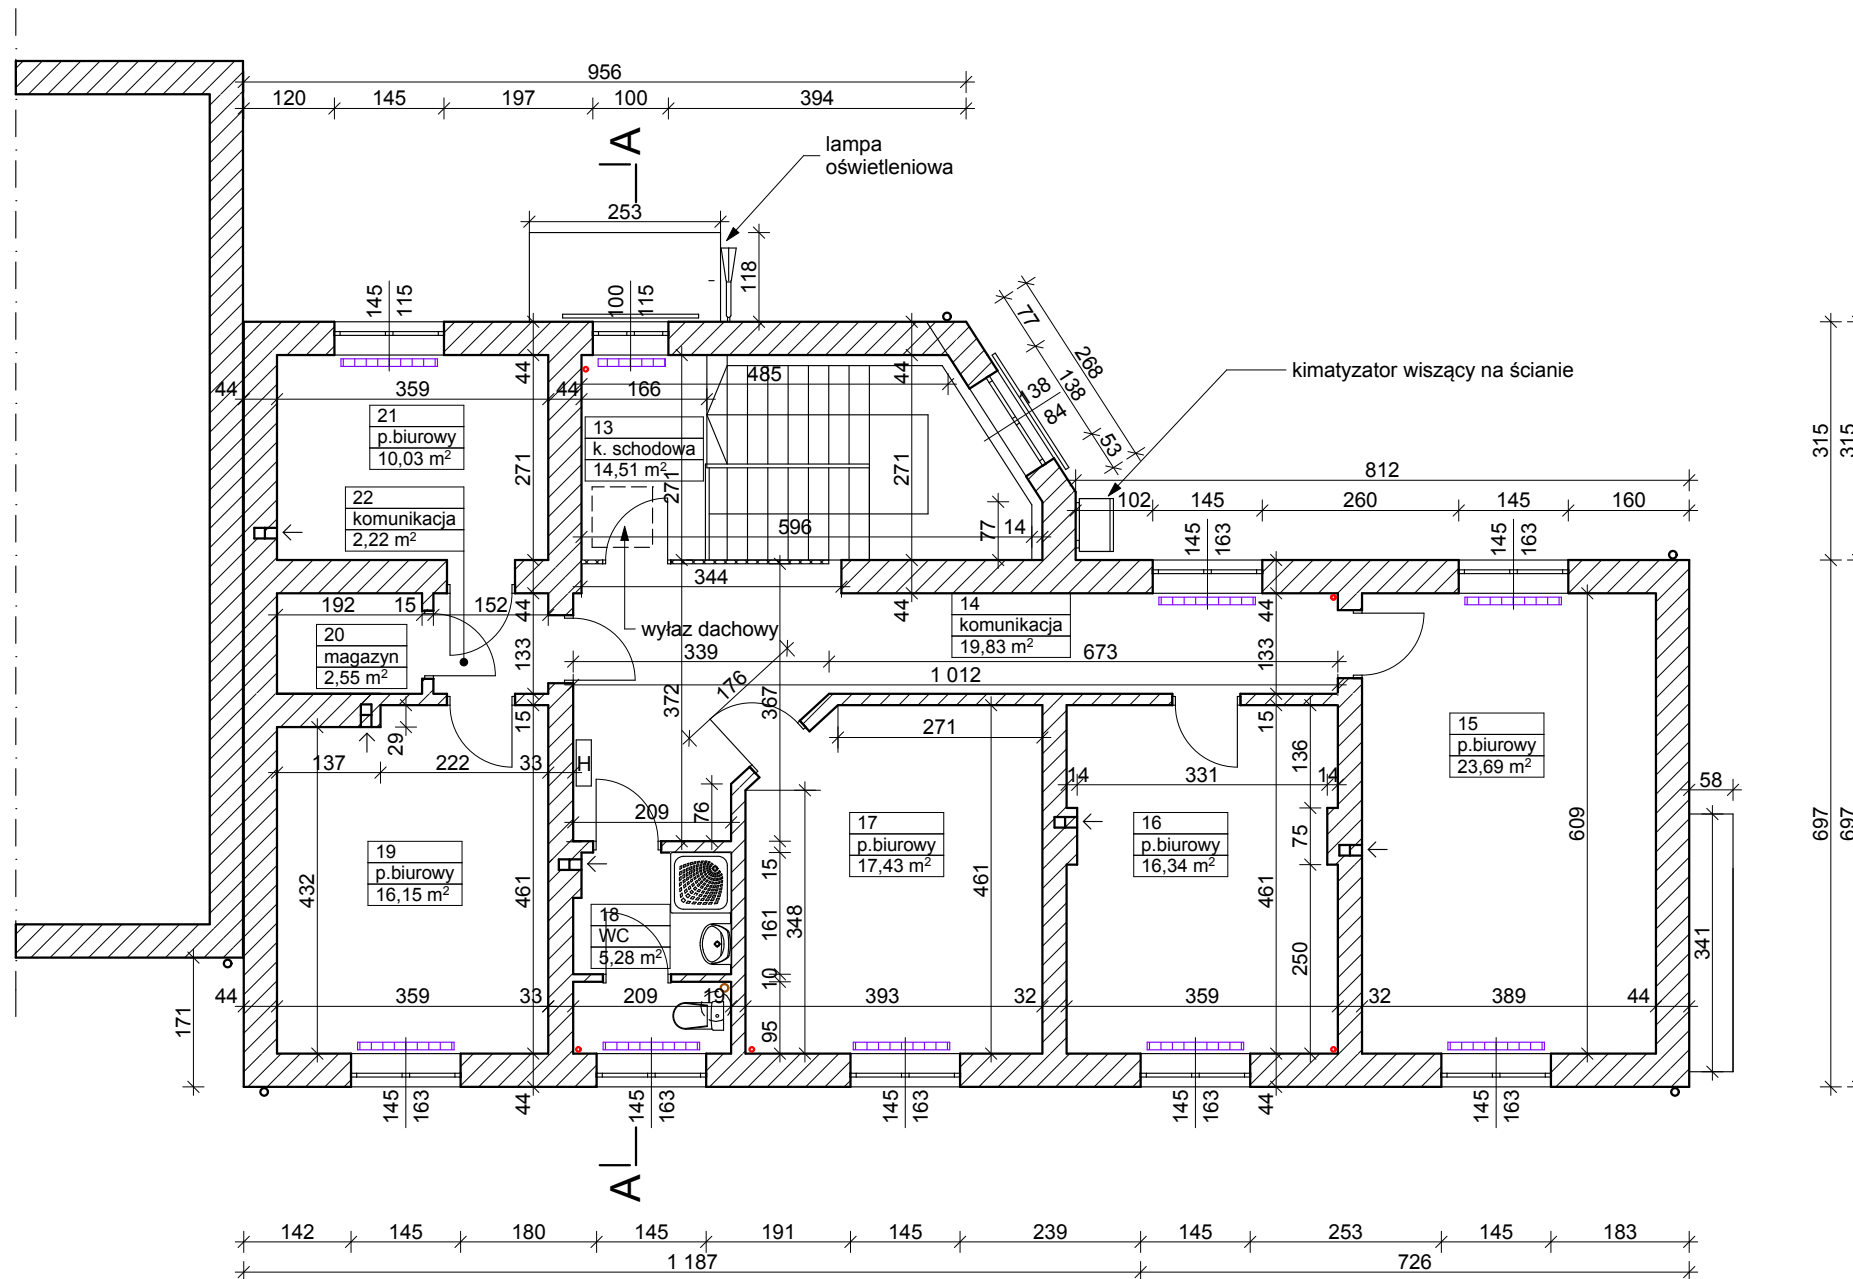 956
120 145 197 100 394
A
lampa
oświetleniowa
253
118
145 115
100 115
77 138 53
268
138 84
kimatyzator wiszący na ścianie
812
102 145 260 145 160
145 163
145 163
315 315
697 697
44 359 44 166 485
44 44
21
p.biurowy
10,03 m²
271
13
k. schodowa
14,51 m²
271
271
22
komunikacja
2,22 m²
596
77 14
344
192 15 152
44 44 44
20
magazyn
2,55 m²
133
wyłaz dachowy
14
komunikacja
19,83 m²
339 673
133
1 012
176
372 367
15 15
29
137 222 33
H
271
15
p.biurowy
23,69 m²
136
14 331 14
58
209 76
75
609
341
19
p.biurowy
16,15 m²
432 461
15
161
348
17
p.biurowy
17,43 m²
461
16
p.biurowy
16,34 m²
461
250
18
WC
5,28 m²
10
95
44 359 33 209 19 393 32 359 32 389 44
171
145 163
44
145 163
145 163
145 163
44
145 163
A
142 145 180 145 191 145 239 145 253 145 183
1 187 726